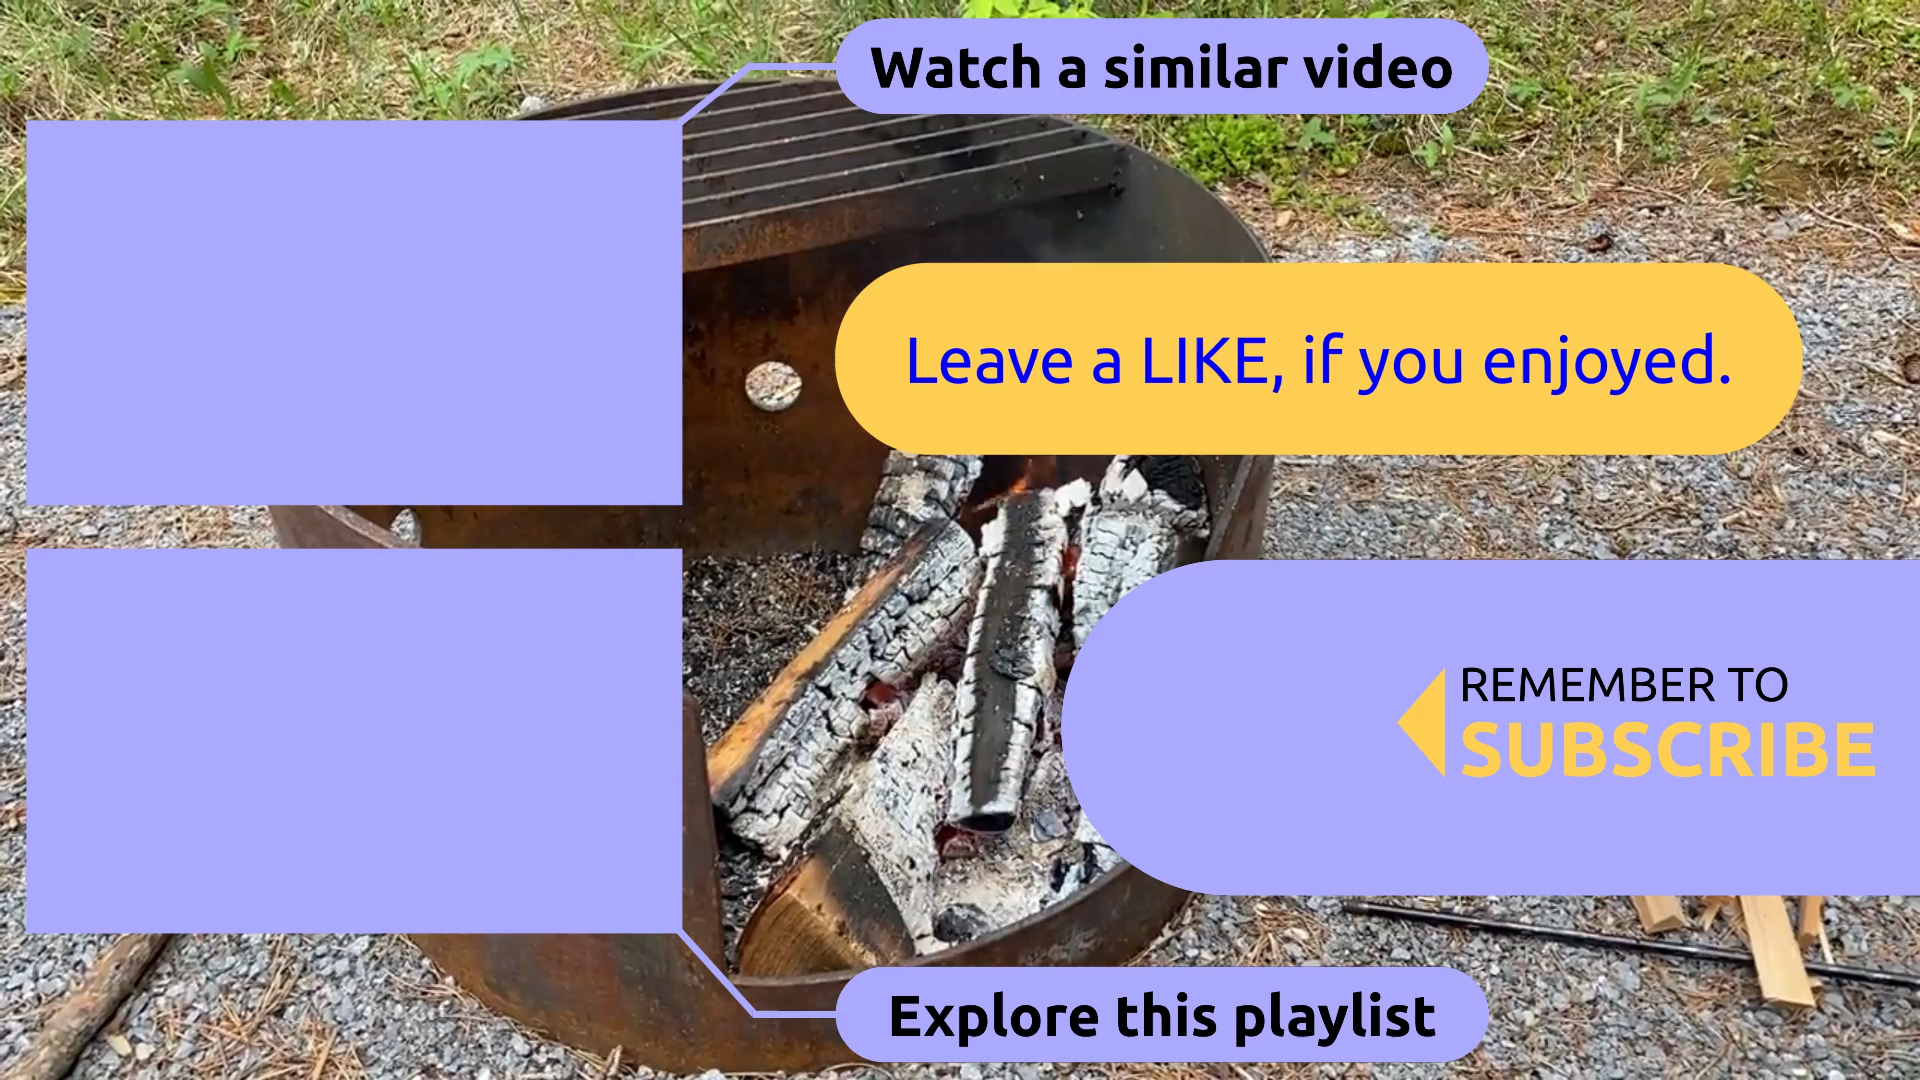 Watch a similar video
Leave a LIKE, if you enjoyed.
REMEMBER TO
SUBSCRIBE
Explore this playlist